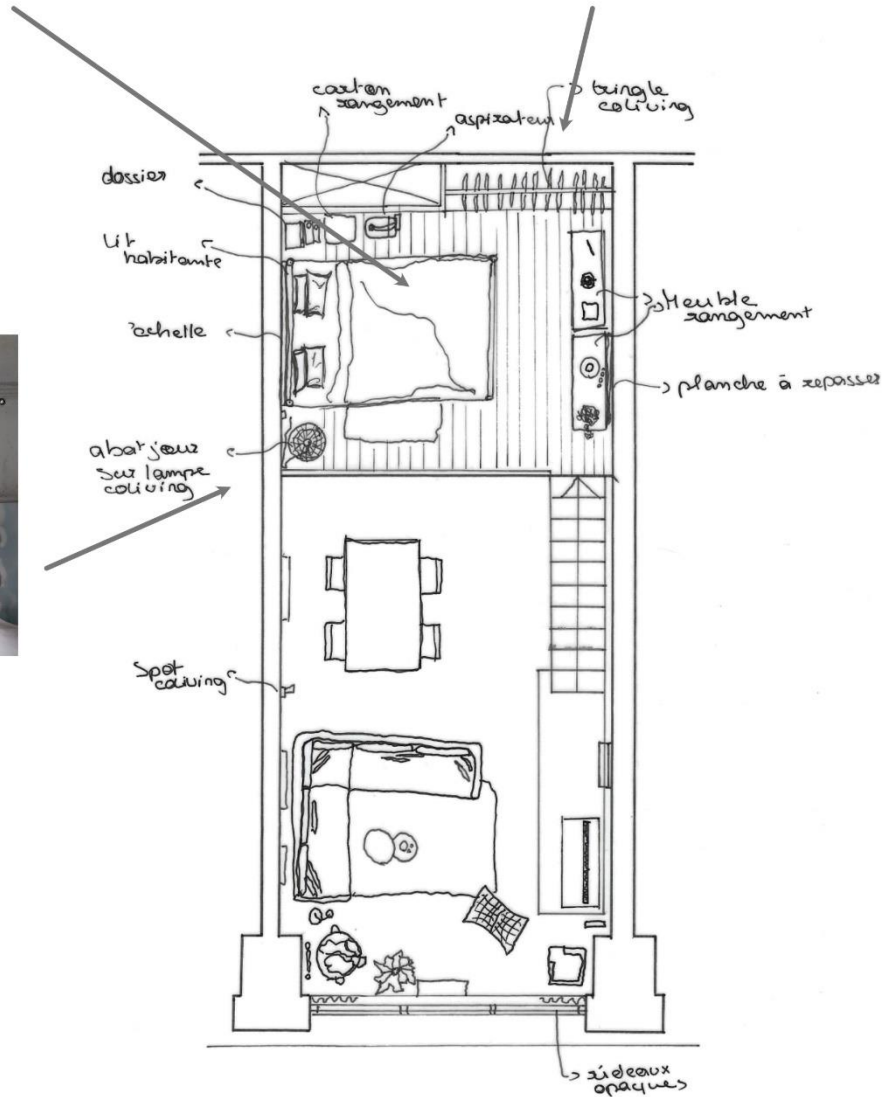 carton
rangement
aspirateur
tringle
coliving
dossier
Lit
habitante
échelle
Meuble
rangement
planche à repasser
abat jour
sur lampe
coliving
Spot
coliving
rideaux
opaques